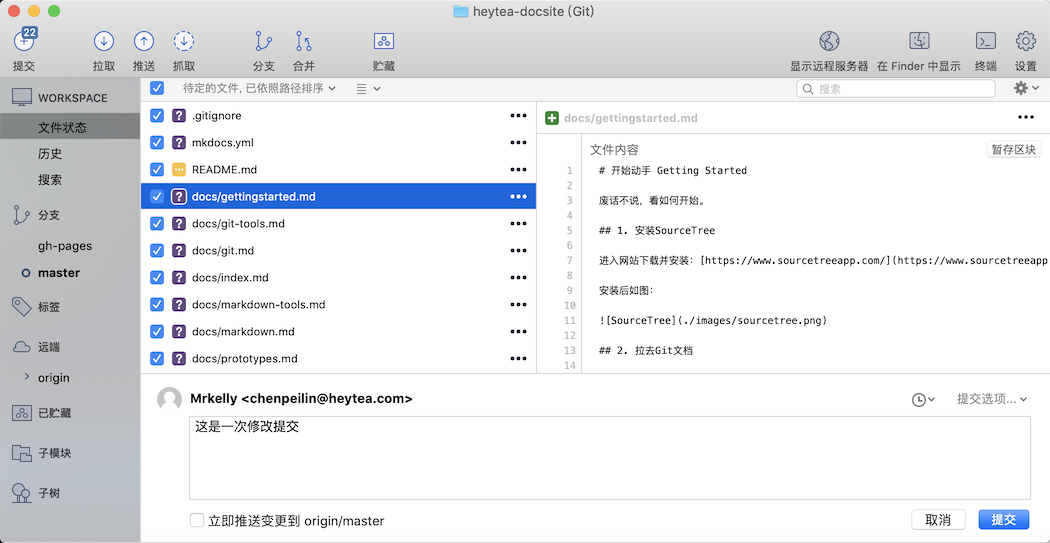 heytea-docsite (Git)
22
提交
拉取
推送
抓取
分支
合并
贮藏
显示远程服务器
在 Finder 中显示
终端
设置
WORKSPACE
文件状态
历史
搜索
分支
gh-pages
master
标签
远端
origin
已贮藏
子模块
子树
待定的文件, 已依照路径排序
搜索
.gitignore
mkdocs.yml
README.md
docs/gettingstarted.md
docs/git-tools.md
docs/git.md
docs/index.md
docs/markdown-tools.md
docs/markdown.md
docs/prototypes.md
docs/gettingstarted.md
文件内容
暂存区块
1 # 开始动手 Getting Started
2
3 废话不说，看如何开始。
4
5 ## 1. 安装SourceTree
6
7 进入网站下载并安装：[https://www.sourcetreeapp.com/](https://www.sourcetreeapp
8
9 安装后如图：
10
11 ![SourceTree](./images/sourcetree.png)
12
13 ## 2. 拉去Git文档
14
Mrkelly <chenpeilin@heytea.com>
提交选项...
这是一次修改提交
立即推送变更到 origin/master
取消
提交